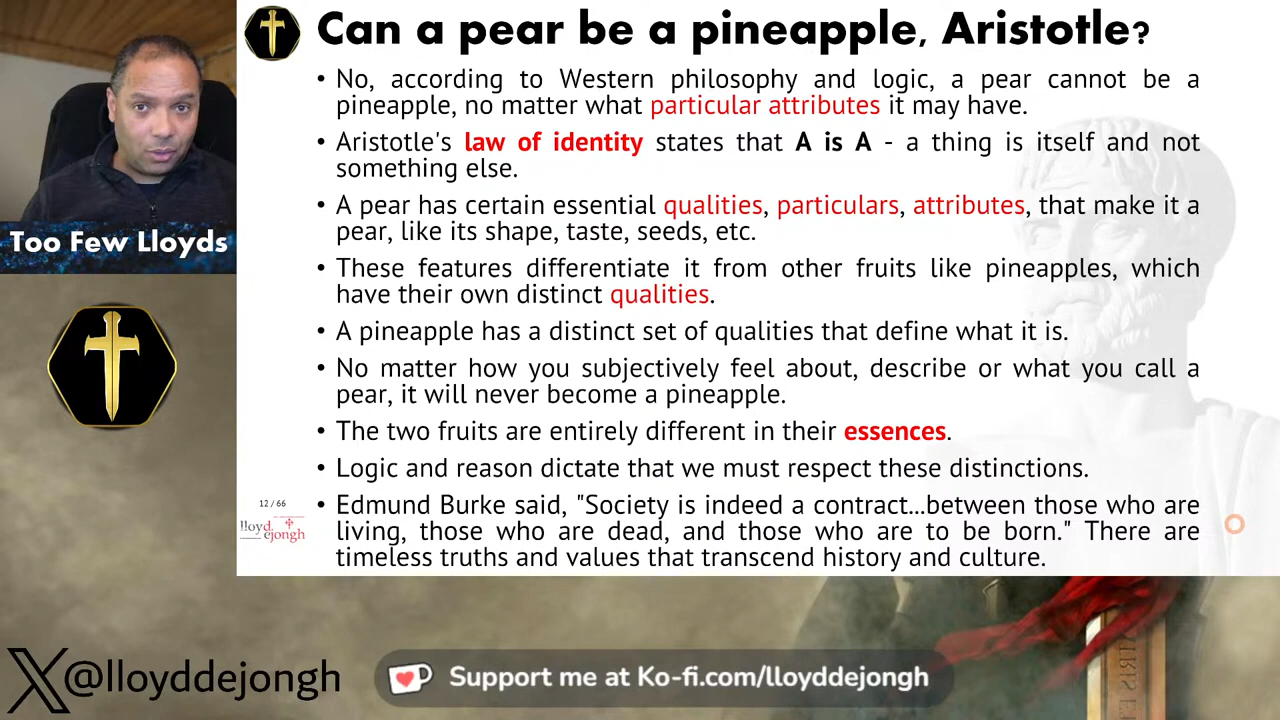 Can a pear be a pineapple, Aristotle?
• No, according to Western philosophy and logic, a pear cannot be a
pineapple, no matter what particular attributes it may have.
• Aristotle's law of identity states that A is A - a thing is itself and not
something else.
• A pear has certain essential qualities, particulars, attributes, that make it a
pear, like its shape, taste, seeds, etc.
• These features differentiate it from other fruits like pineapples, which
have their own distinct qualities.
• A pineapple has a distinct set of qualities that define what it is.
• No matter how you subjectively feel about, describe or what you call a
pear, it will never become a pineapple.
• The two fruits are entirely different in their essences.
• Logic and reason dictate that we must respect these distinctions.
• Edmund Burke said, "Society is indeed a contract...between those who are
living, those who are dead, and those who are to be born." There are
timeless truths and values that transcend history and culture.
12 / 66
lloyd
dejongh
Too Few Lloyds
X@lloyddejongh
Support me at Ko-fi.com/lloyddejongh